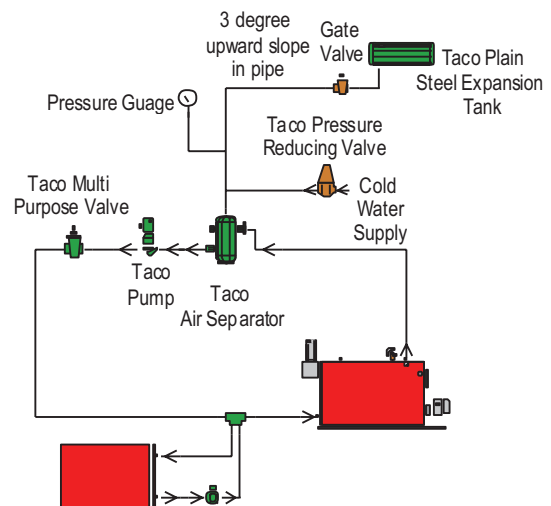 3 degree
upward slope
in pipe
Gate
Valve
Taco Plain
Steel Expansion
Tank
Pressure Guage
Taco Pressure
Reducing Valve
Cold
Water
Supply
Taco Multi
Purpose Valve
Taco
Pump
Taco
Air Separator